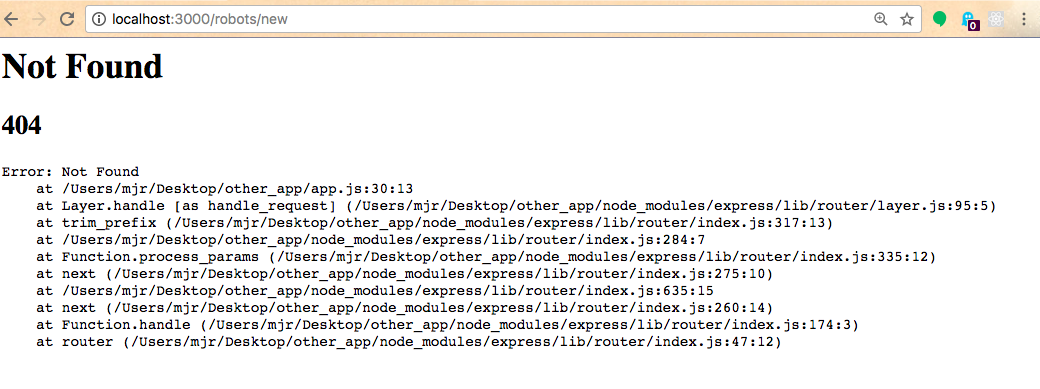 localhost:3000/robots/new
0
Not Found
404
Error: Not Found
    at /Users/mjr/Desktop/other_app/app.js:30:13
    at Layer.handle [as handle_request] (/Users/mjr/Desktop/other_app/node_modules/express/lib/router/layer.js:95:5)
    at trim_prefix (/Users/mjr/Desktop/other_app/node_modules/express/lib/router/index.js:317:13)
    at /Users/mjr/Desktop/other_app/node_modules/express/lib/router/index.js:284:7
    at Function.process_params (/Users/mjr/Desktop/other_app/node_modules/express/lib/router/index.js:335:12)
    at next (/Users/mjr/Desktop/other_app/node_modules/express/lib/router/index.js:275:10)
    at /Users/mjr/Desktop/other_app/node_modules/express/lib/router/index.js:635:15
    at next (/Users/mjr/Desktop/other_app/node_modules/express/lib/router/index.js:260:14)
    at Function.handle (/Users/mjr/Desktop/other_app/node_modules/express/lib/router/index.js:174:3)
    at router (/Users/mjr/Desktop/other_app/node_modules/express/lib/router/index.js:47:12)